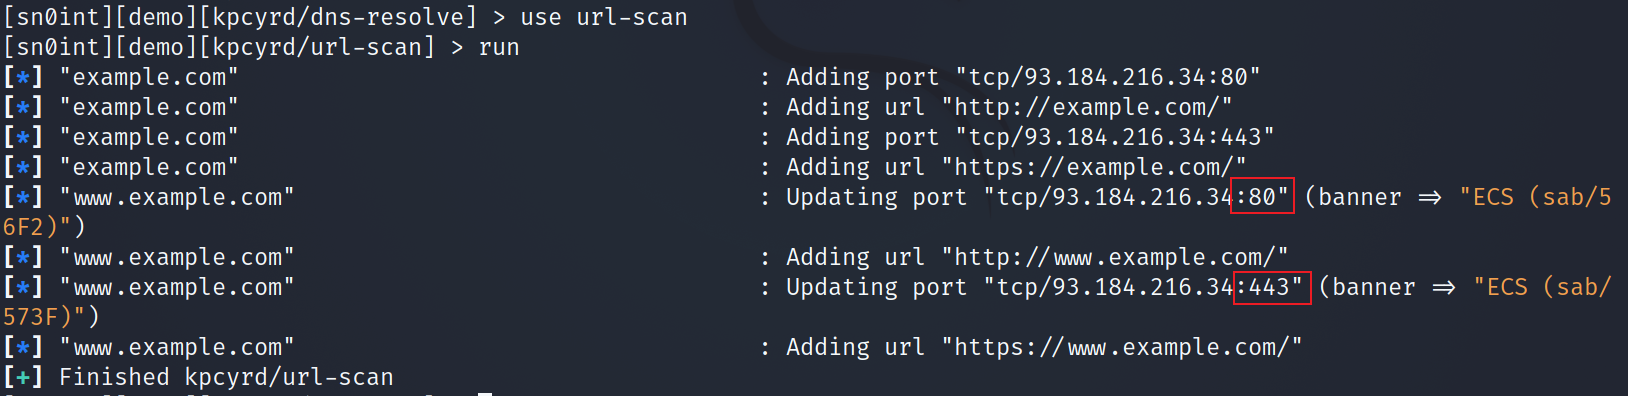 [sn0int][demo][kpcyrd/dns-resolve] > use url-scan
[sn0int][demo][kpcyrd/url-scan] > run
[*] "example.com" : Adding port "tcp/93.184.216.34:80"
[*] "example.com" : Adding url "http://example.com/"
[*] "example.com" : Adding port "tcp/93.184.216.34:443"
[*] "example.com" : Adding url "https://example.com/"
[*] "www.example.com" : Updating port "tcp/93.184.216.34:80" (banner => "ECS (sab/5
6F2)")
[*] "www.example.com" : Adding url "http://www.example.com/"
[*] "www.example.com" : Updating port "tcp/93.184.216.34:443" (banner => "ECS (sab/
573F)")
[*] "www.example.com" : Adding url "https://www.example.com/"
[+] Finished kpcyrd/url-scan